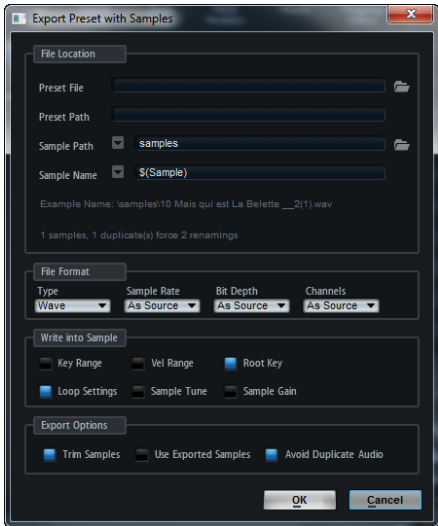 Export Preset with Samples
File Location
Preset File
Preset Path
Sample Path samples
Sample Name $(Sample)
Example Name: \samples\10 Mais qui est La Belette __2(1).wav
1 samples, 1 duplicate(s) force 2 renamings
File Format
Type Sample Rate Bit Depth Channels
Wave As Source As Source As Source
Write into Sample
Key Range Vel Range Root Key
Loop Settings Sample Tune Sample Gain
Export Options
Trim Samples Use Exported Samples Avoid Duplicate Audio
OK Cancel